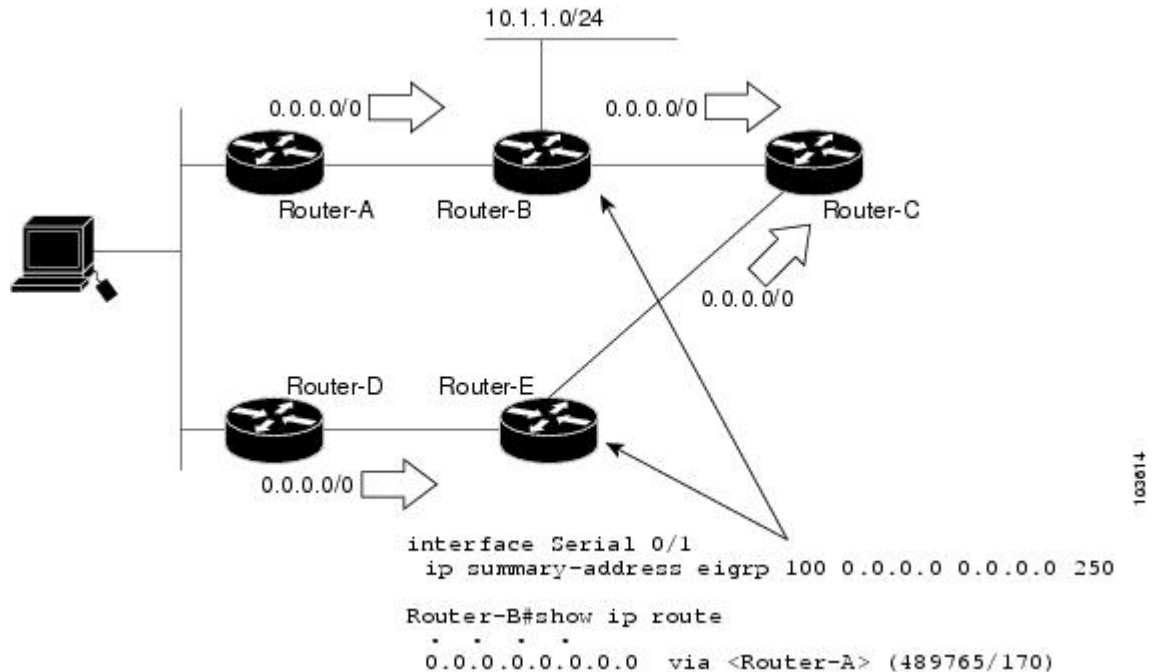 10.1.1.0/24
0.0.0.0/0
0.0.0.0/0
Router-A
Router-B
Router-C
0.0.0.0/0
Router-D
Router-E
0.0.0.0/0
103614
interface Serial 0/1
ip summary-address eigrp 100 0.0.0.0 0.0.0.0 250
Router-B#show ip route
. . . .
0.0.0.0.0.0.0.0 via <Router-A> (489765/170)